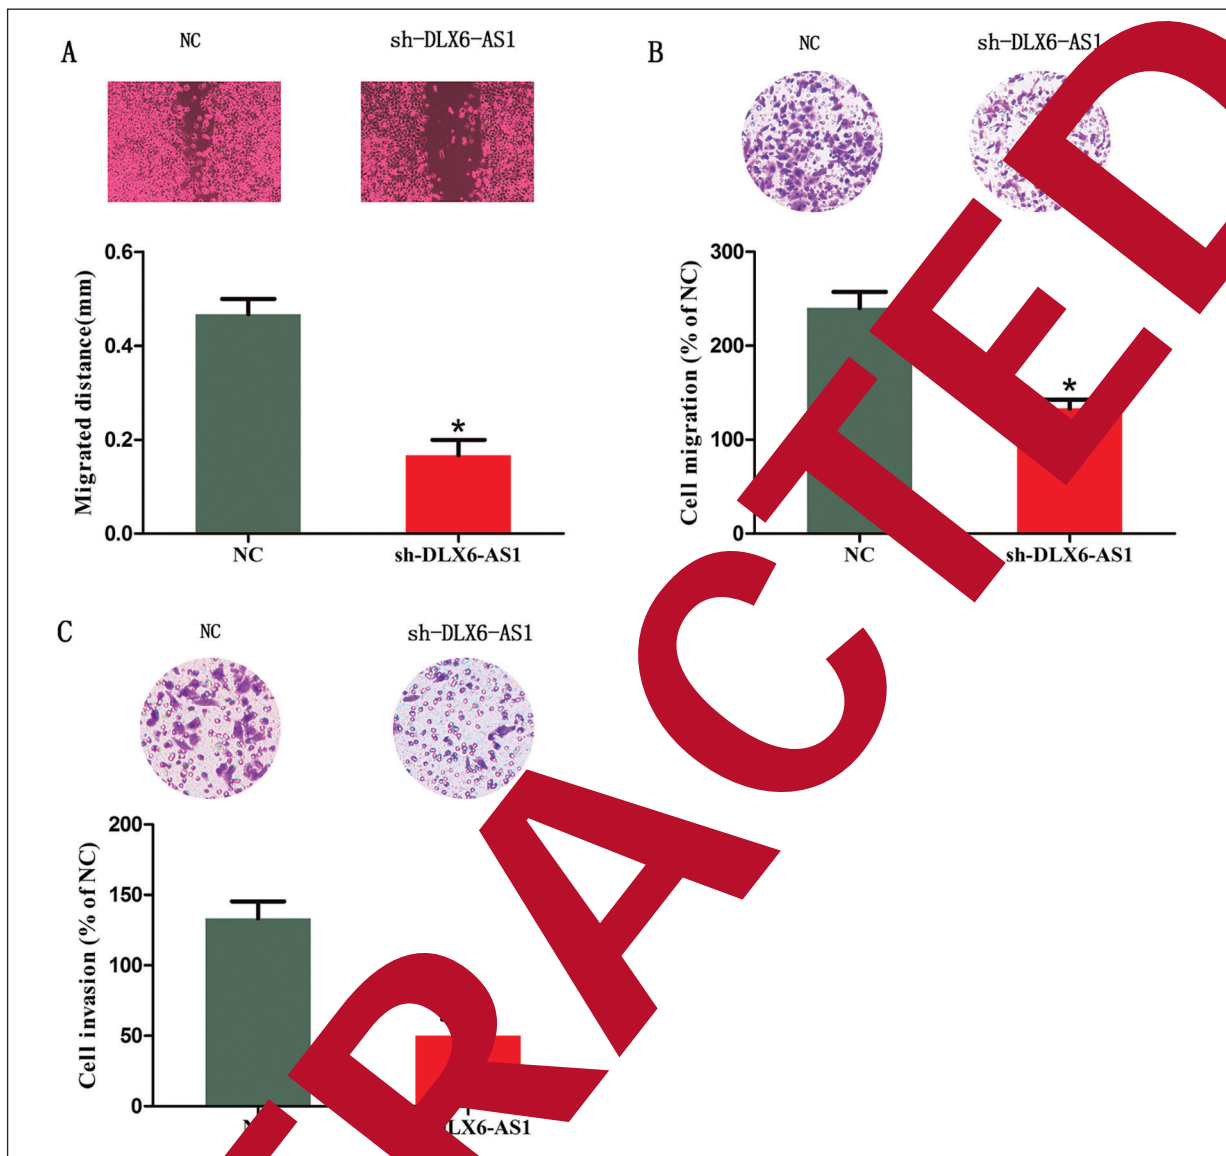 A
NC
sh-DLX6-AS1
0.6
0.4
0.2
0.0
Migrated distance(mm)
*
NC
sh-DLX6-AS1
B
NC
sh-DLX6-AS1
300
200
100
0
Cell migration (% of NC)
*
NC
sh-DLX6-AS1
C
NC
sh-DLX6-AS1
200
150
100
50
0
Cell invasion (% of NC)
DLX6-AS1
RACTED